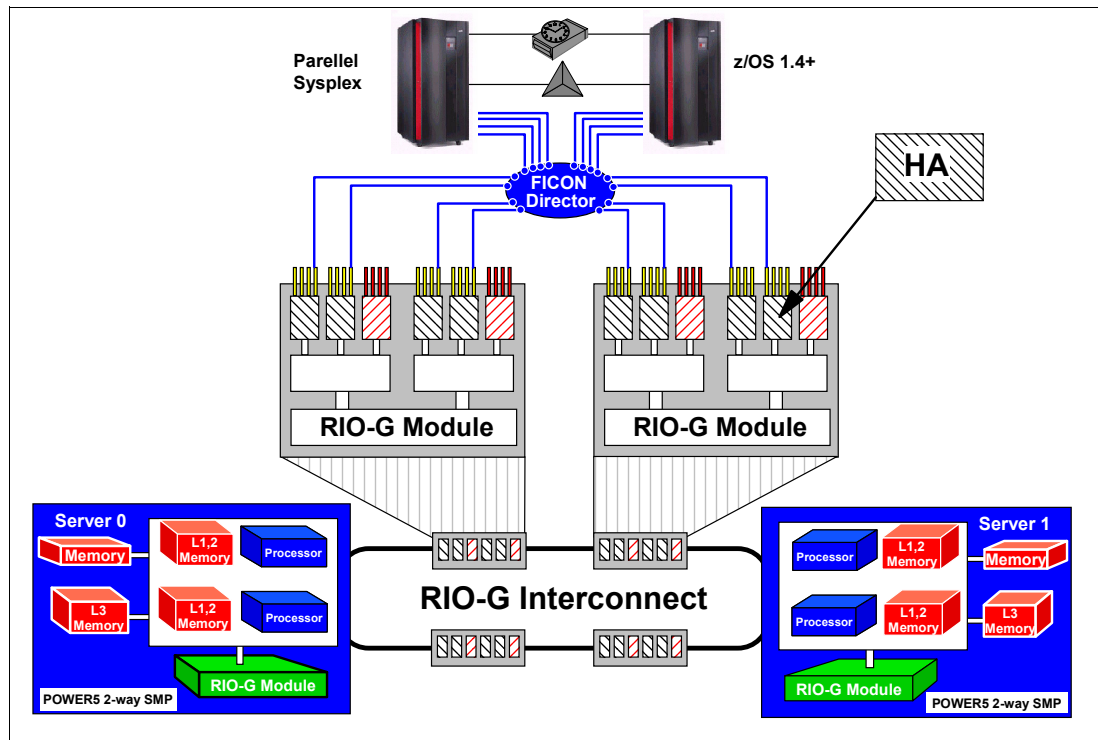 Parellel
Sysplex
z/OS 1.4+
HA
FICON
Director
RIO-G Module
RIO-G Module
Server 0
Memory
L1,2
Memory
Processor
L3
Memory
L1,2
Memory
Processor
RIO-G Module
POWER5 2-way SMP
RIO-G Interconnect
Server 1
Processor
L1,2
Memory
Memory
Processor
L1,2
Memory
L3
Memory
RIO-G Module
POWER5 2-way SMP